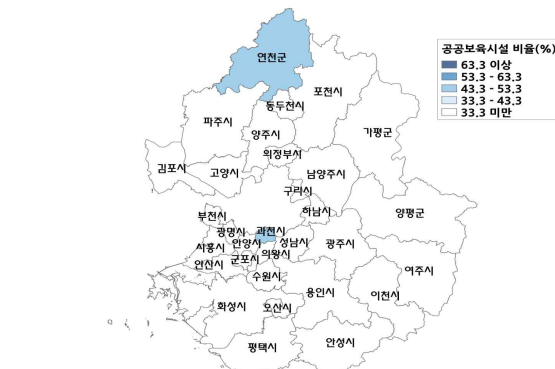 공공보육시설 비율(%)
63.3 이상
53.3 - 63.3
43.3 - 53.3
33.3 - 43.3
33.3 미만
연천군
포천시
동두천시
파주시
양주시
가평군
의정부시
김포시
고양시
남양주시
구리시
하남시
양평군
부천시
광명시
과천시
시흥시
안양시
성남시
광주시
군포시
의왕시
안산시
수원시
여주시
용인시
이천시
화성시
오산시
평택시
안성시